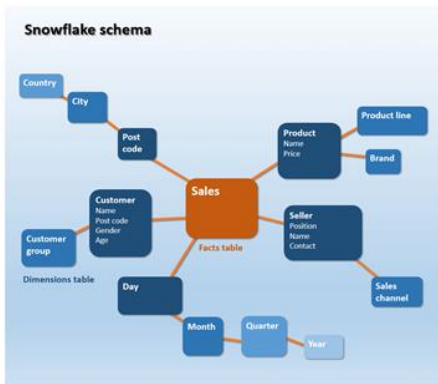 Snowflake schema
Country
City
Post
code
Product
Name
Price
Product line
Brand
Sales
Facts table
Customer
Name
Post code
Gender
Age
Customer
group
Dimensions table
Seller
Position
Name
Contact
Sales
channel
Day
Month
Quarter
Year